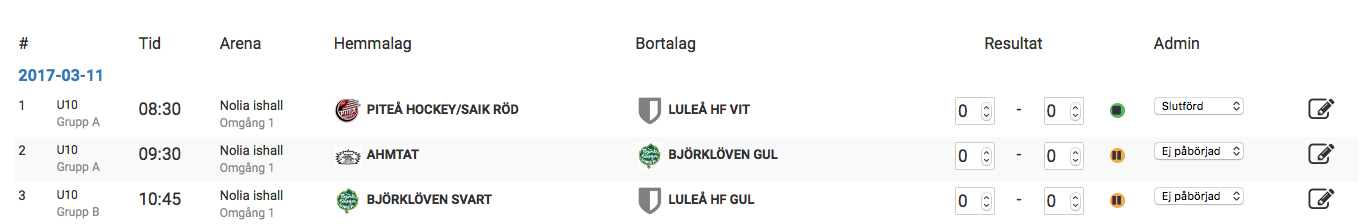 # Tid Arena Hemmalag Bortalag Resultat Admin
2017-03-11
1 U10 08:30 Nolia ishall PITEÅ HOCKEY/SAIK RÖD LULEÅ HF VIT 0 - 0 Slutförd
Grupp A Omgång 1
2 U10 09:30 Nolia ishall AHMTAT BJÖRKLÖVEN GUL 0 - 0 Ej påbörjad
Grupp A Omgång 1
3 U10 10:45 Nolia ishall BJÖRKLÖVEN SVART LULEÅ HF GUL 0 - 0 Ej påbörjad
Grupp B Omgång 1